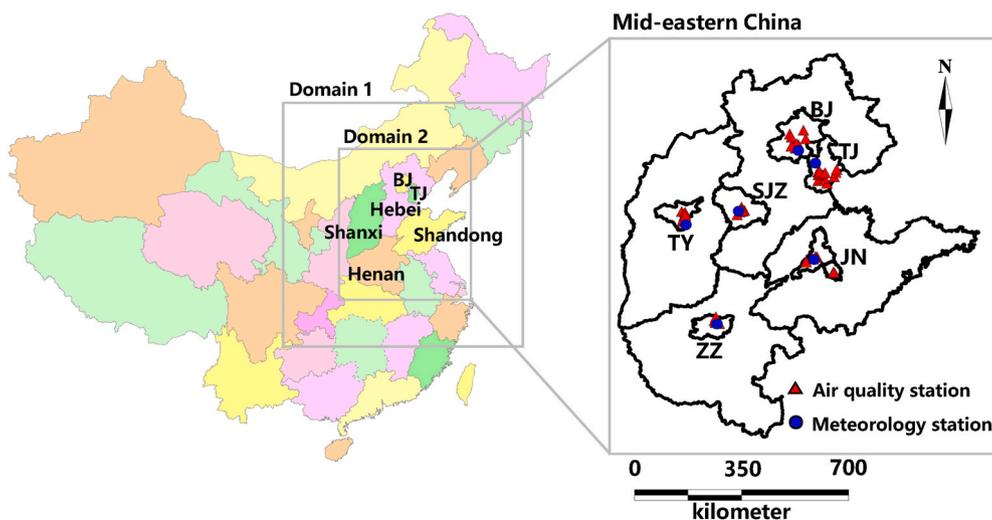 Mid-eastern China
Domain 1
Domain 2
BJ
TJ
Hebei
Shanxi
Shandong
Henan
N
BJ
TJ
SJZ
TY
JN
ZZ
Air quality station
Meteorology station
0 350 700
kilometer